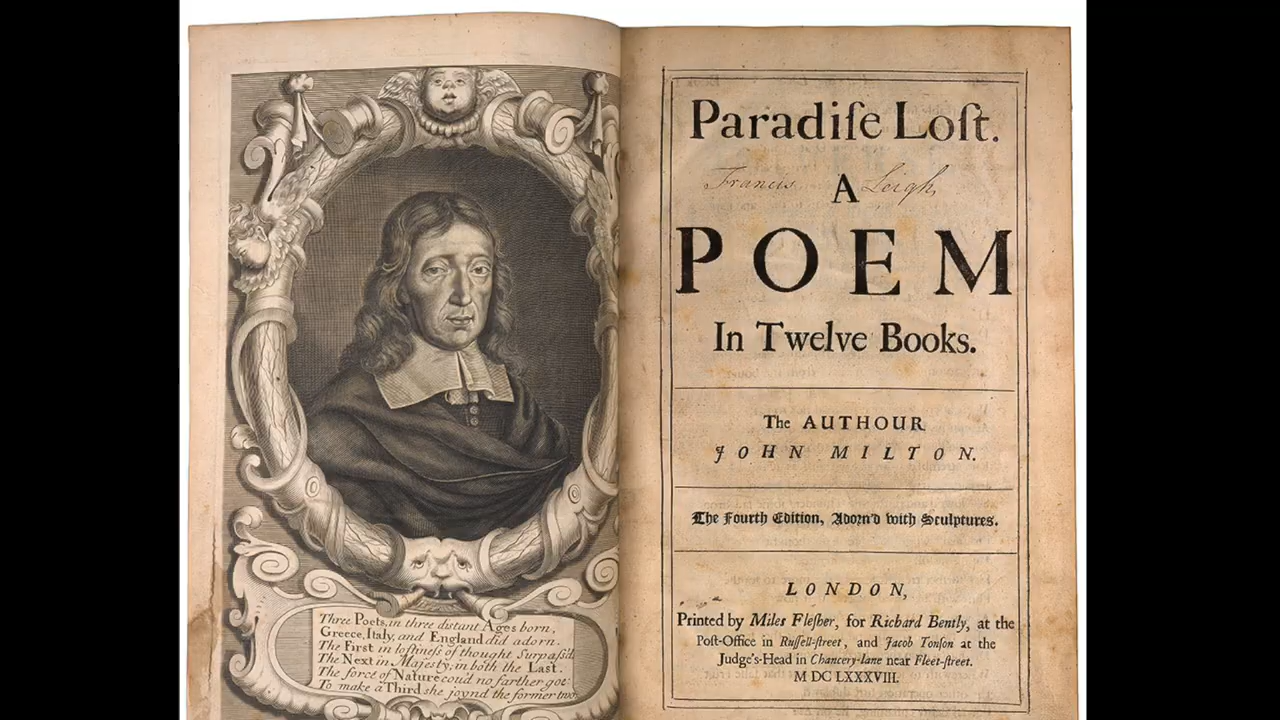 Three Poets, in three distant Ages born,
Greece, Italy, and England did adorn.
The First in loftiness of thought Surpass'd;
The Next in Majesty; in both the Last.
The force of Nature coud no farther goe:
To make a Third she joynd the former two.
Paradiſe Loſt.
Francis Leigh
A
POEM
In Twelve Books.
The AUTHOUR
JOHN MILTON.
The Fourth Edition, Adorn'd with Sculptures.
LONDON,
Printed by Miles Fleſher, for Richard Bently, at the
Poſt-Office in Ruſſell-ſtreet, and Jacob Tonſon at the
Judge's-Head in Chancery-lane near Fleet-ſtreet.
M DC LXXXVIII.